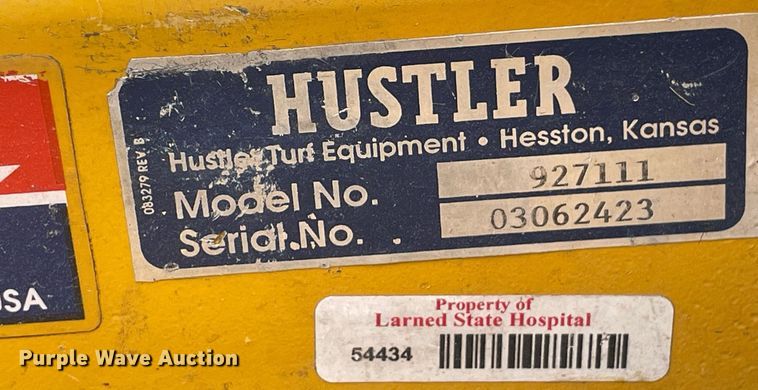 HUSTLER
Hustler Turf Equipment • Hesston, Kansas
Model No. 927111
Serial No. 03062423
083279 REV B
USA
Property of
Larned State Hospital
54434
Purple Wave Auction